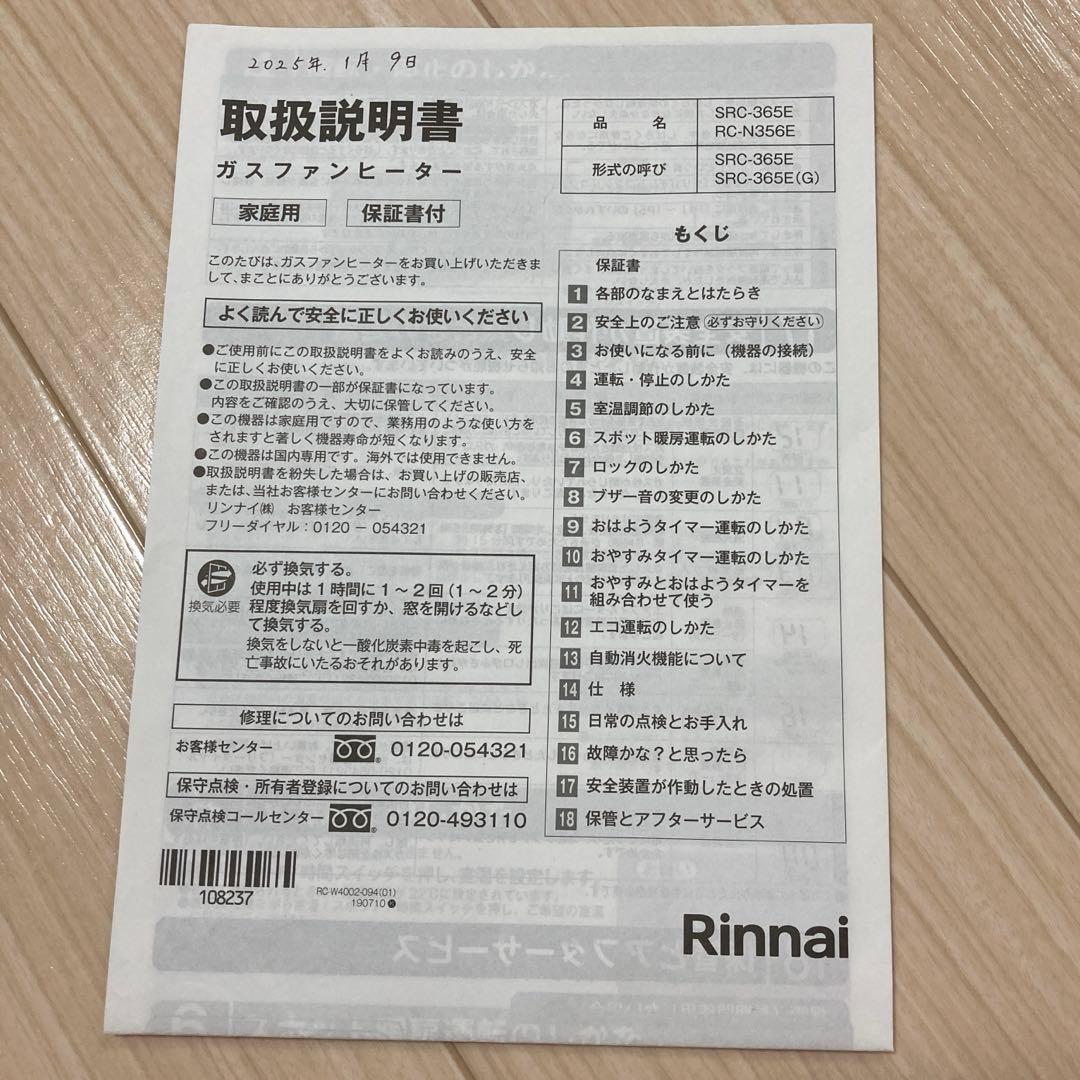 2025年.1月9日
取扱説明書
ガスファンヒーター
家庭用 保証書付
このたびは、ガスファンヒーターをお買い上げいただきま
して、まことにありがとうございます。
よく読んで安全に正しくお使いください
●ご使用前にこの取扱説明書をよくお読みのうえ、安全
に正しくお使いください。
●この取扱説明書の一部が保証書になっています。
内容をご確認のうえ、大切に保管してください。
●この機器は家庭用ですので、業務用のような使い方を
されますと著しく機器寿命が短くなります。
●この機器は国内専用です。海外では使用できません。
●取扱説明書を紛失した場合は、お買い上げの販売店、
または、当社お客様センターにお問い合わせください。
リンナイ㈱ お客様センター
フリーダイヤル:0120-054321
換気必要
必ず換気する。
使用中は1時間に1~2回(1~2分)
程度換気扇を回すか、窓を開けるなどし
て換気する。
換気をしないと一酸化炭素中毒を起こし、死
亡事故にいたるおそれがあります。
修理についてのお問い合わせは
お客様センター 0120-054321
保守点検・所有者登録についてのお問い合わせは
保守点検コールセンター 0120-493110
108237
RC-W4002-094(01)
190710
品名 SRC-365E
RC-N356E
形式の呼び SRC-365E
SRC-365E(G)
もくじ
保証書
1 各部のなまえとはたらき
2 安全上のご注意 必ずお守りください
3 お使いになる前に(機器の接続)
4 運転・停止のしかた
5 室温調節のしかた
6 スポット暖房運転のしかた
7 ロックのしかた
8 ブザー音の変更のしかた
9 おはようタイマー運転のしかた
10 おやすみタイマー運転のしかた
11 おやすみとおはようタイマーを
組み合わせて使う
12 エコ運転のしかた
13 自動消火機能について
14 仕様
15 日常の点検とお手入れ
16 故障かな?と思ったら
17 安全装置が作動したときの処置
18 保管とアフターサービス
Rinnai